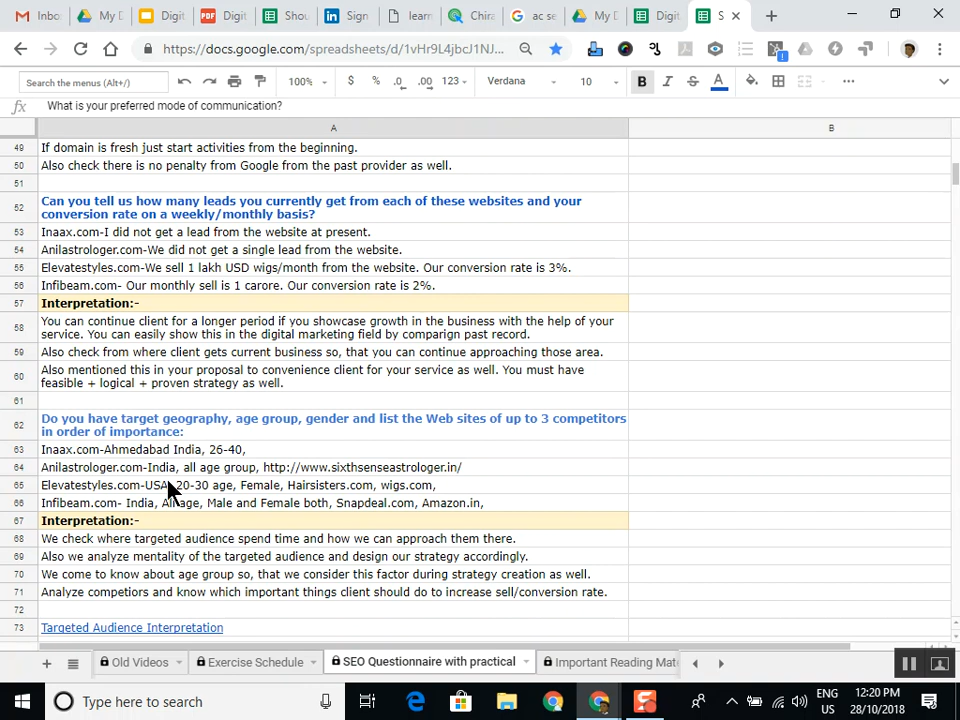 Inbo
My D
Digit
PDF
Digit
Shou
Sign
learn
Chira
ac se
My D
Digit
S
https://docs.google.com/spreadsheets/d/1vHr9L4jbcJ1NJ...
Search the menus (Alt+/)
100%
$
%
.0
.00
123
Verdana
10
B
I
S
A
fx
What is your preferred mode of communication?
A
B
49 If domain is fresh just start activities from the beginning.
50 Also check there is no penalty from Google from the past provider as well.
51
52 Can you tell us how many leads you currently get from each of these websites and your
conversion rate on a weekly/monthly basis?
53 Inaax.com-I did not get a lead from the website at present.
54 Anilastrologer.com-We did not get a single lead from the website.
55 Elevatestyles.com-We sell 1 lakh USD wigs/month from the website. Our conversion rate is 3%.
56 Infibeam.com- Our monthly sell is 1 carore. Our conversion rate is 2%.
57 Interpretation:-
58 You can continue client for a longer period if you showcase growth in the business with the help of your
service. You can easily show this in the digital marketing field by comparign past record.
59 Also check from where client gets current business so, that you can continue approaching those area.
60 Also mentioned this in your proposal to convenience client for your service as well. You must have
feasible + logical + proven strategy as well.
61
62 Do you have target geography, age group, gender and list the Web sites of up to 3 competitors
in order of importance:
63 Inaax.com-Ahmedabad India, 26-40,
64 Anilastrologer.com-India, all age group, http://www.sixthsenseastrologer.in/
65 Elevatestyles.com-USA, 20-30 age, Female, Hairsisters.com, wigs.com,
66 Infibeam.com- India, All age, Male and Female both, Snapdeal.com, Amazon.in,
67 Interpretation:-
68 We check where targeted audience spend time and how we can approach them there.
69 Also we analyze mentality of the targeted audience and design our strategy accordingly.
70 We come to know about age group so, that we consider this factor during strategy creation as well.
71 Analyze competiors and know which important things client should do to increase sell/conversion rate.
72
73 Targeted Audience Interpretation
Old Videos
Exercise Schedule
SEO Questionnaire with practical
Important Reading Mat
Type here to search
ENG
US
12:20 PM
28/10/2018